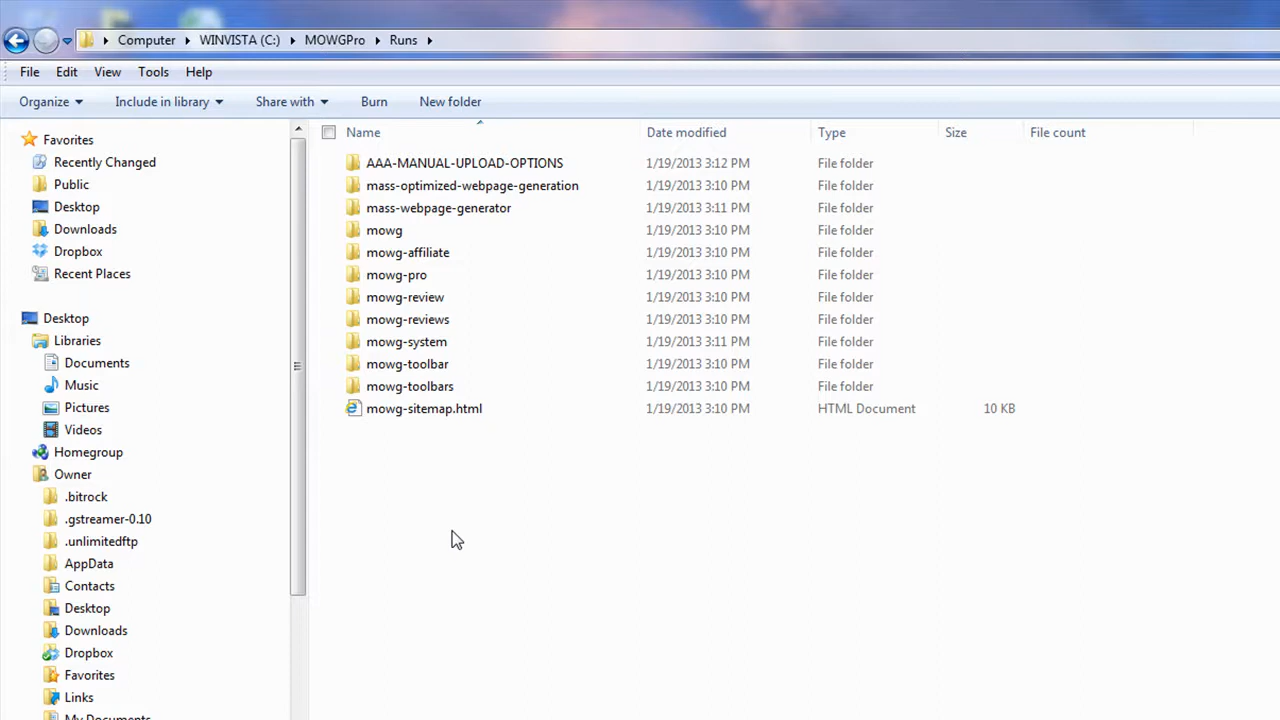 Computer WINVISTA (C:) MOWGPro Runs
File Edit View Tools Help
Organize Include in library Share with Burn New folder
Name Date modified Type Size File count
Favorites
Recently Changed
Public
Desktop
Downloads
Dropbox
Recent Places
Desktop
Libraries
Documents
Music
Pictures
Videos
Homegroup
Owner
.bitrock
.gstreamer-0.10
.unlimitedftp
AppData
Contacts
Desktop
Downloads
Dropbox
Favorites
Links
My Documents
AAA-MANUAL-UPLOAD-OPTIONS 1/19/2013 3:12 PM File folder
mass-optimized-webpage-generation 1/19/2013 3:10 PM File folder
mass-webpage-generator 1/19/2013 3:11 PM File folder
mowg 1/19/2013 3:10 PM File folder
mowg-affiliate 1/19/2013 3:10 PM File folder
mowg-pro 1/19/2013 3:10 PM File folder
mowg-review 1/19/2013 3:10 PM File folder
mowg-reviews 1/19/2013 3:10 PM File folder
mowg-system 1/19/2013 3:11 PM File folder
mowg-toolbar 1/19/2013 3:10 PM File folder
mowg-toolbars 1/19/2013 3:10 PM File folder
mowg-sitemap.html 1/19/2013 3:10 PM HTML Document 10 KB